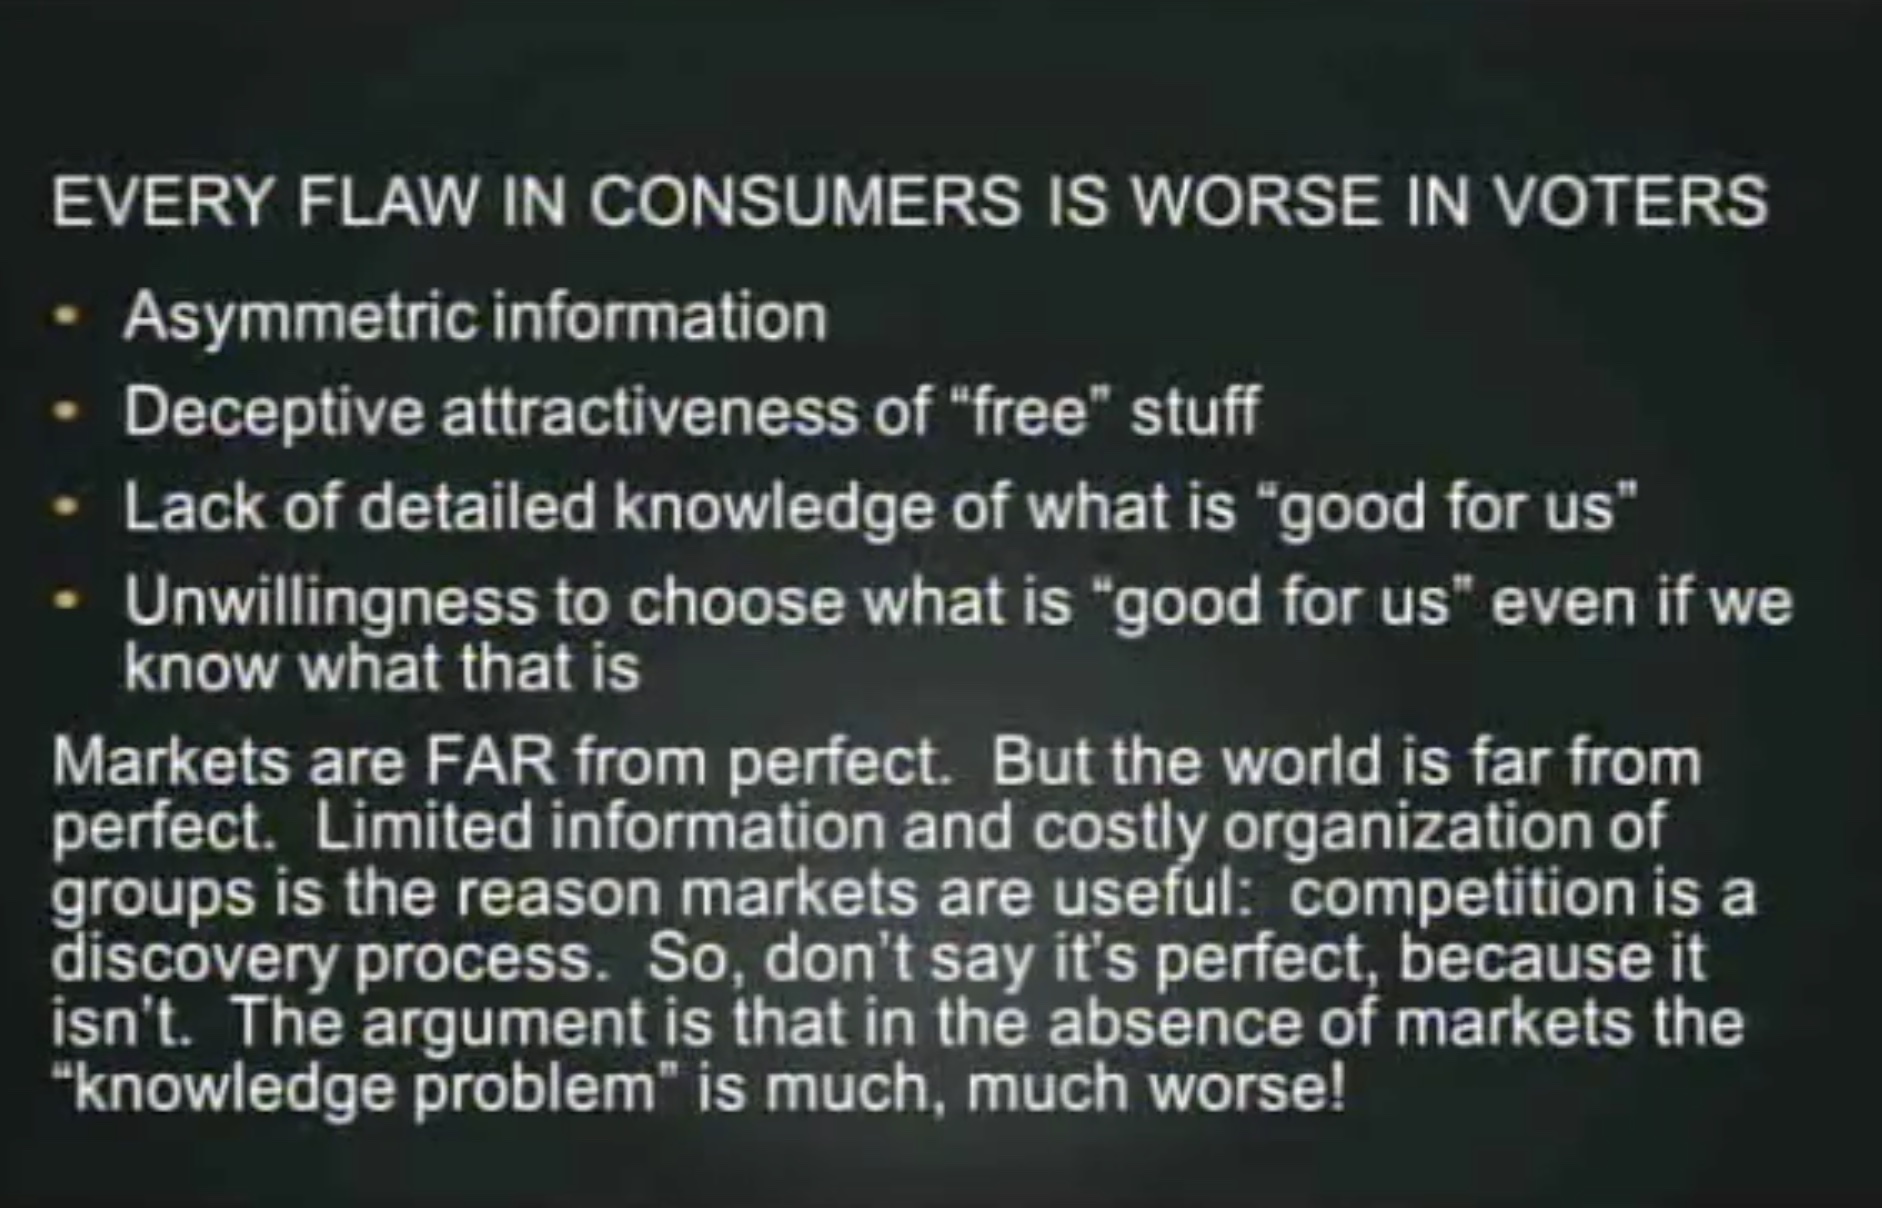 EVERY FLAW IN CONSUMERS IS WORSE IN VOTERS
• Asymmetric information
• Deceptive attractiveness of “free” stuff
• Lack of detailed knowledge of what is “good for us”
• Unwillingness to choose what is “good for us” even if we
know what that is
Markets are FAR from perfect. But the world is far from
perfect. Limited information and costly organization of
groups is the reason markets are useful: competition is a
discovery process. So, don’t say it’s perfect, because it
isn’t. The argument is that in the absence of markets the
“knowledge problem” is much, much worse!